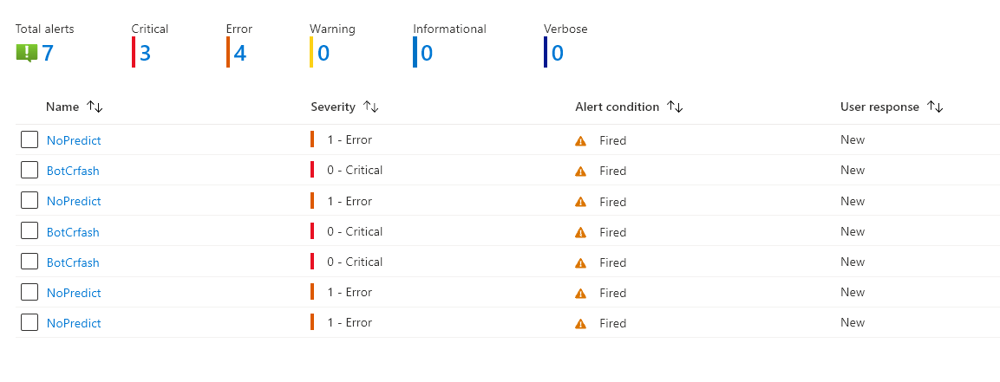 Total alerts Critical Error Warning Informational Verbose
7 3 4 0 0 0
Name Severity Alert condition User response
NoPredict 1 - Error Fired New
BotCrfash 0 - Critical Fired New
NoPredict 1 - Error Fired New
BotCrfash 0 - Critical Fired New
BotCrfash 0 - Critical Fired New
NoPredict 1 - Error Fired New
NoPredict 1 - Error Fired New